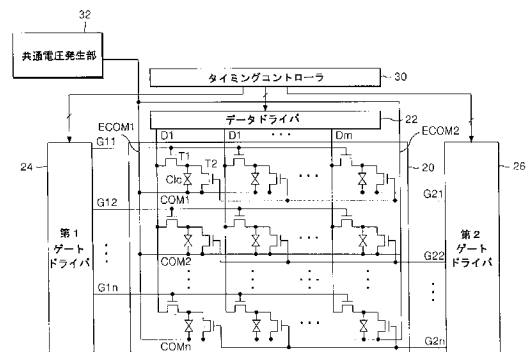 32
共通電圧発生部
タイミングコントローラ
30
データドライバ
22
ECOM1
D1
D1
...
Dm
ECOM2
24
G11
T1
T2
20
26
Clc
COM1
G21
G12
第1
ゲート
ドライバ
COM2
G22
第2
ゲート
ドライバ
G1n
COMn
G2n